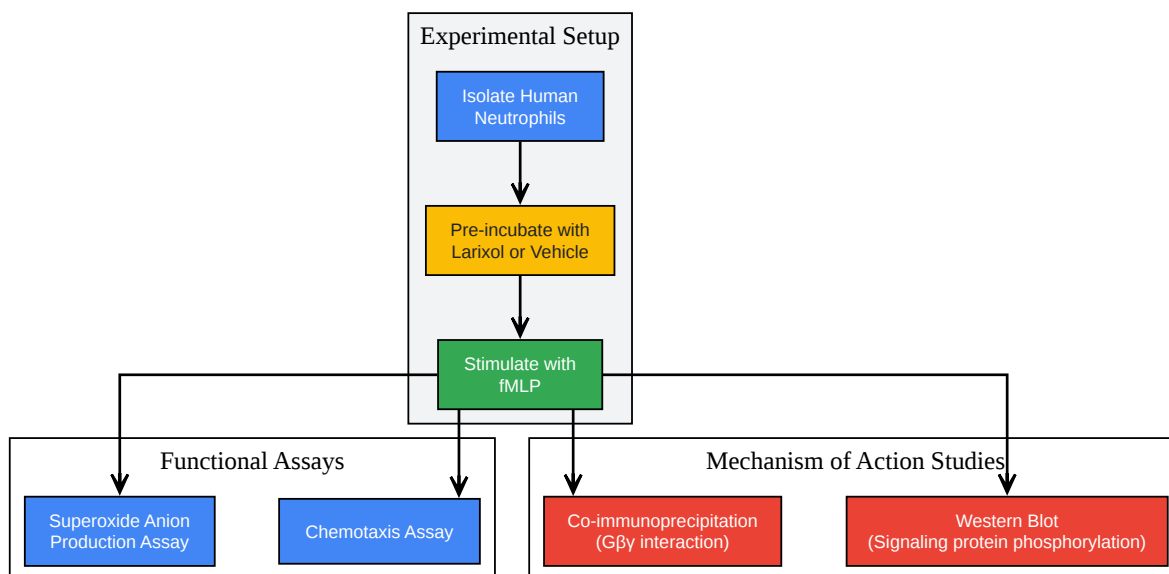 Experimental Setup
Isolate Human
Neutrophils
Pre-incubate with
Larixol or Vehicle
Stimulate with
fMLP
Functional Assays
Superoxide Anion
Production Assay
Chemotaxis Assay
Mechanism of Action Studies
Co-immunoprecipitation
(Gβγ interaction)
Western Blot
(Signaling protein phosphorylation)